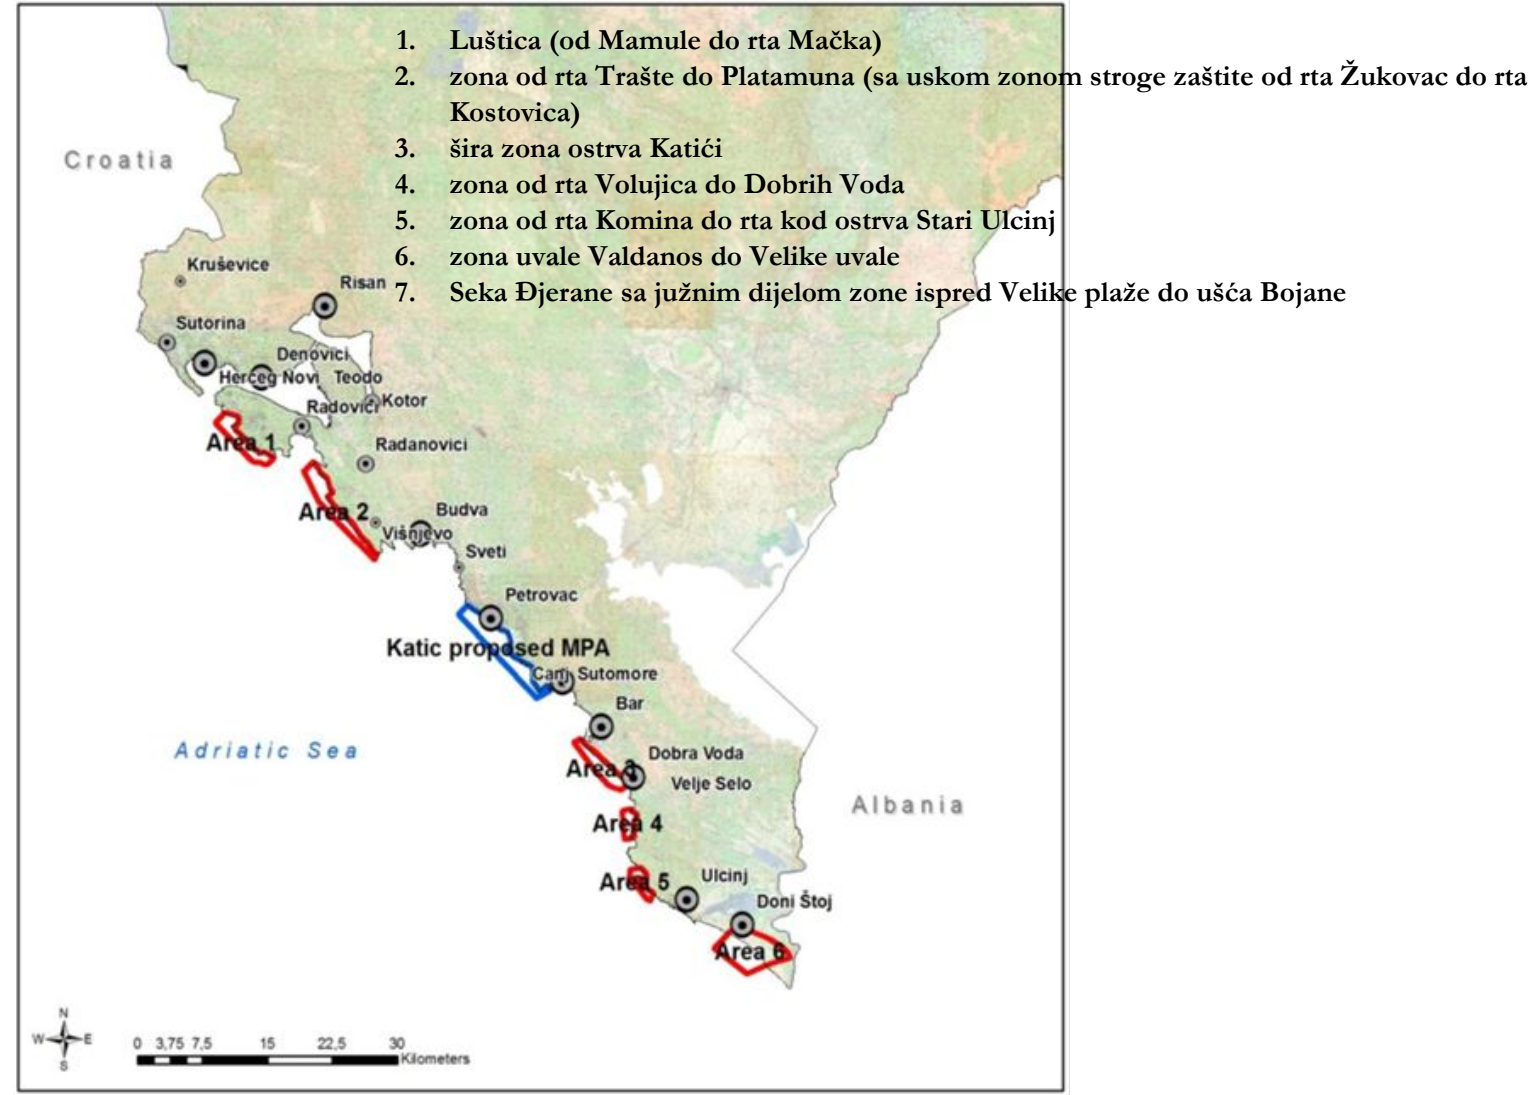 1. Luštica (od Mamule do rta Mačka)
2. zona od rta Trašte do Platamuna (sa uskom zonom stroge zaštite od rta Žukovac do rta
Kostovica)
3. šira zona ostrva Katići
4. zona od rta Volujica do Dobrih Voda
5. zona od rta Komina do rta kod ostrva Stari Ulcinj
6. zona uvale Valdanos do Velike uvale
7. Seka Đjerane sa južnim dijelom zone ispred Velike plaže do ušća Bojane
Croatia
Kruševice
Risan
Sutorina
Denovici
Herceg Novi
Teodo
Kotor
Radovići
Area 1
Radanovici
Area 2
Budva
Višnjevo
Sveti
Petrovac
Katic proposed MPA
Canj
Sutomore
Bar
Adriatic Sea
Dobra Voda
Area 3
Velje Selo
Albania
Area 4
Area 5
Ulcinj
Doni Štoj
Area 6
N
W
E
S
0 3,75 7,5 15 22,5 30
Kilometers